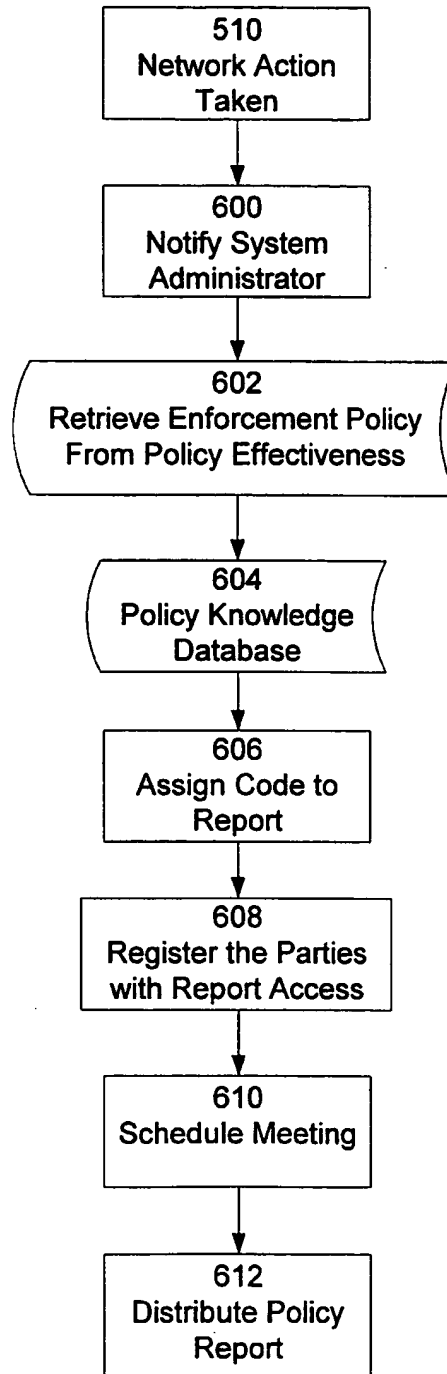 510
Network Action
Taken
600
Notify System
Administrator
602
Retrieve Enforcement Policy
From Policy Effectiveness
604
Policy Knowledge
Database
606
Assign Code to
Report
608
Register the Parties
with Report Access
610
Schedule Meeting
612
Distribute Policy
Report